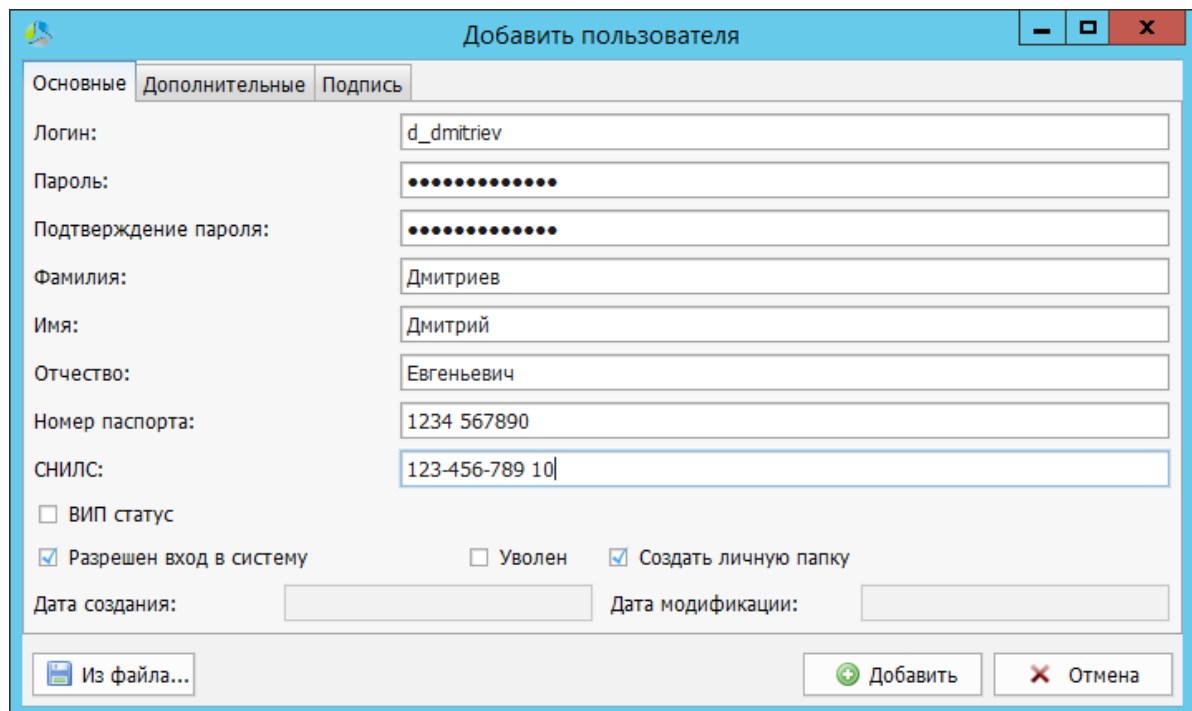 Добавить пользователя
Основные Дополнительные Подпись
Логин: d_dmitriev
Пароль: •••••••••••••
Подтверждение пароля: •••••••••••••
Фамилия: Дмитриев
Имя: Дмитрий
Отчество: Евгеньевич
Номер паспорта: 1234 567890
СНИЛС: 123-456-789 10
ВИП статус
Разрешен вход в систему Уволен Создать личную папку
Дата создания: Дата модификации:
Из файла... Добавить Отмена